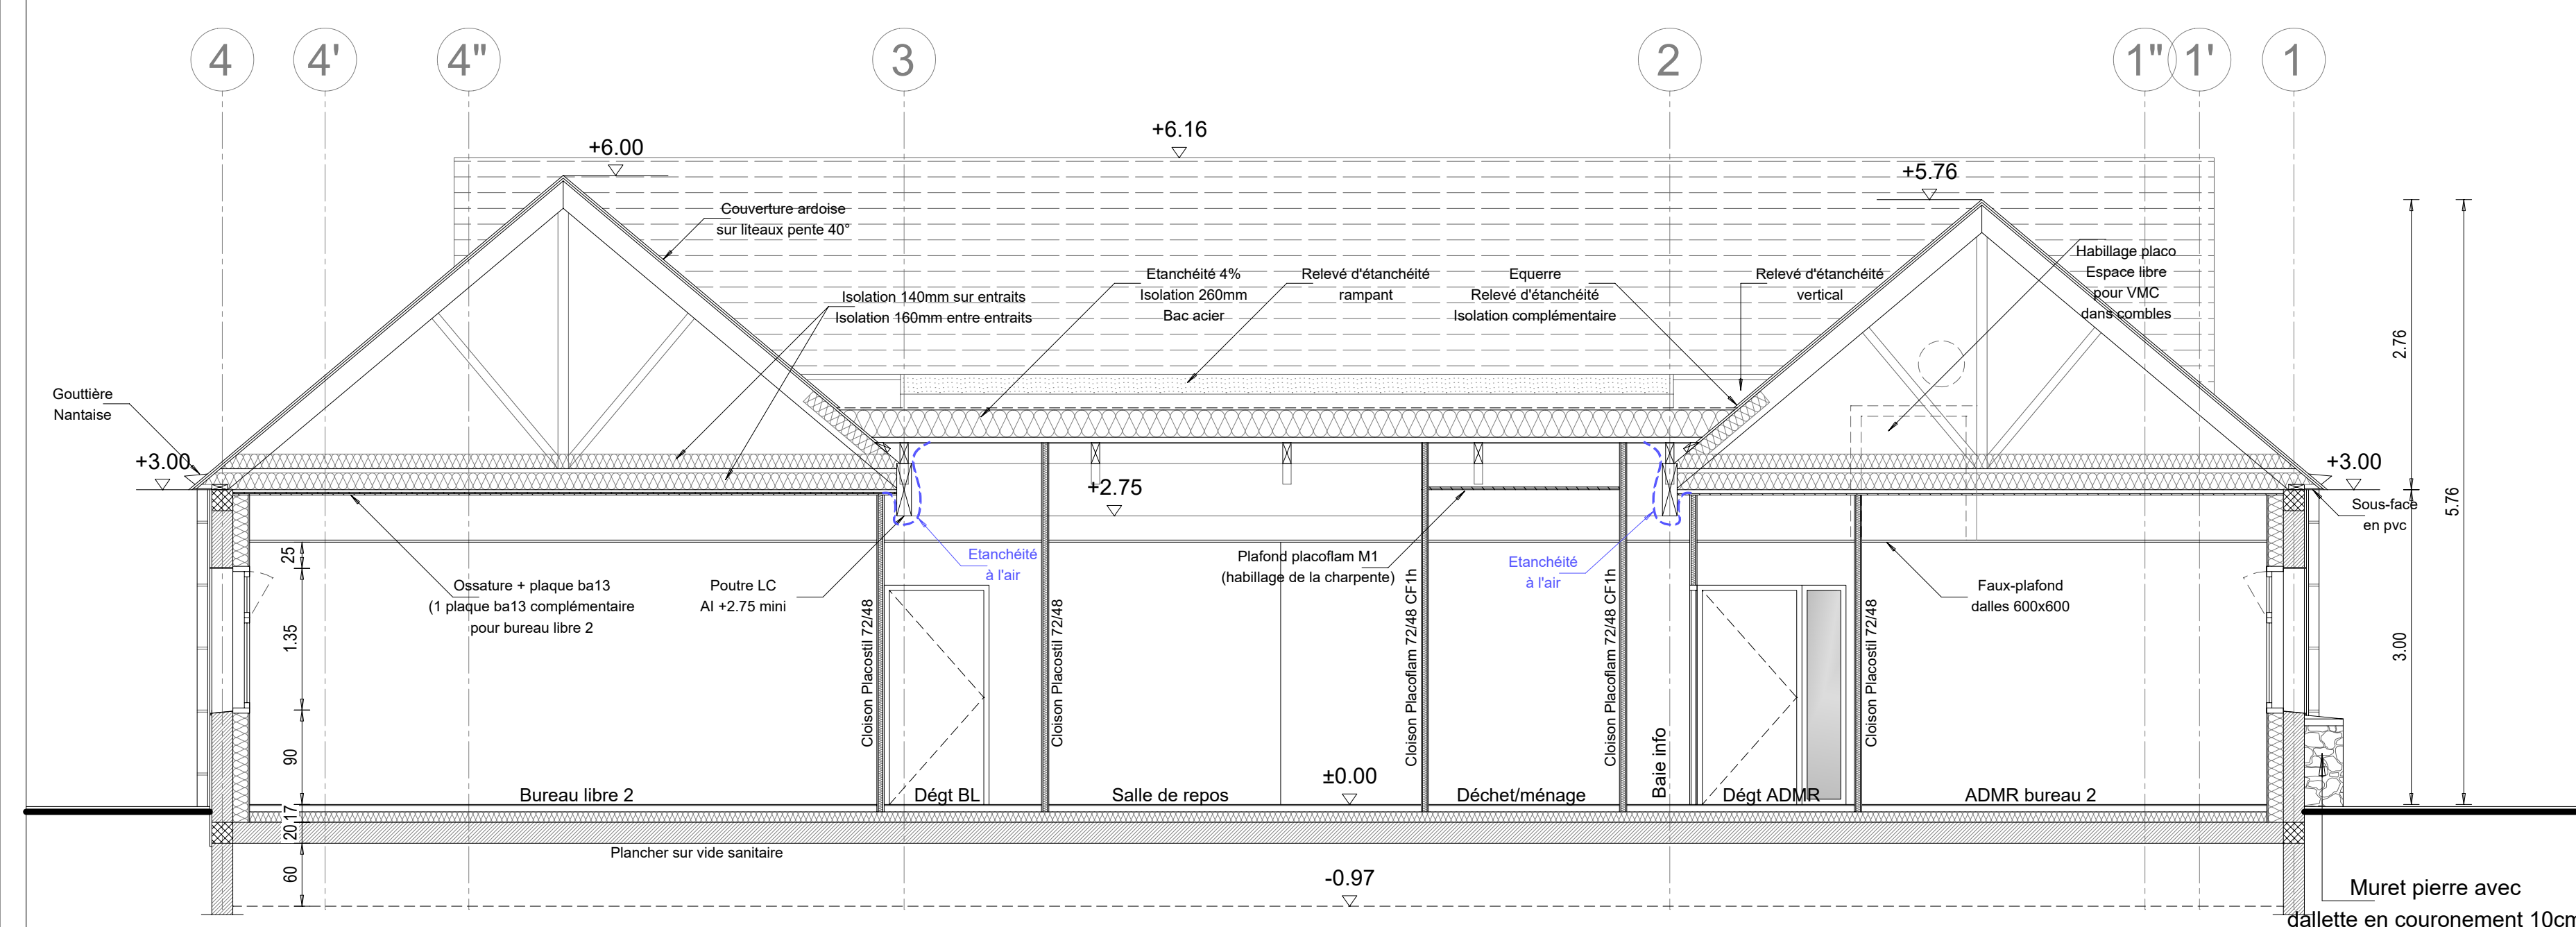 4
4'
4"
3
2
1"
1'
1
+6.16
+6.00
+5.76
Couverture ardoise
sur liteaux pente 40°
Isolation 140mm sur entraits
Isolation 160mm entre entraits
Etanchéité 4%
Isolation 260mm
Bac acier
Relevé d'étanchéité
rampant
Equerre
Relevé d'étanchéité
Isolation complémentaire
Relevé d'étanchéité
vertical
Habillage placo
Espace libre
pour VMC
dans combles
2.76
5.76
3.00
Gouttière
Nantaise
+3.00
+2.75
+3.00
Sous-face
en pvc
25
1.35
90
17
20
60
Ossature + plaque ba13
(1 plaque ba13 complémentaire
pour bureau libre 2
Poutre LC
AI +2.75 mini
Etanchéité
à l'air
Plafond placoflam M1
(habillage de la charpente)
Etanchéité
à l'air
Faux-plafond
dalles 600x600
Cloison Placostil 72/48
Cloison Placostil 72/48
Cloison Placoflam 72/48 CF1h
Cloison Placoflam 72/48 CF1h
Baie info
Cloison Placostil 72/48
±0.00
Bureau libre 2
Dégt BL
Salle de repos
Déchet/ménage
Dégt ADMR
ADMR bureau 2
Plancher sur vide sanitaire
-0.97
Muret pierre avec
dallette en couronement 10cm